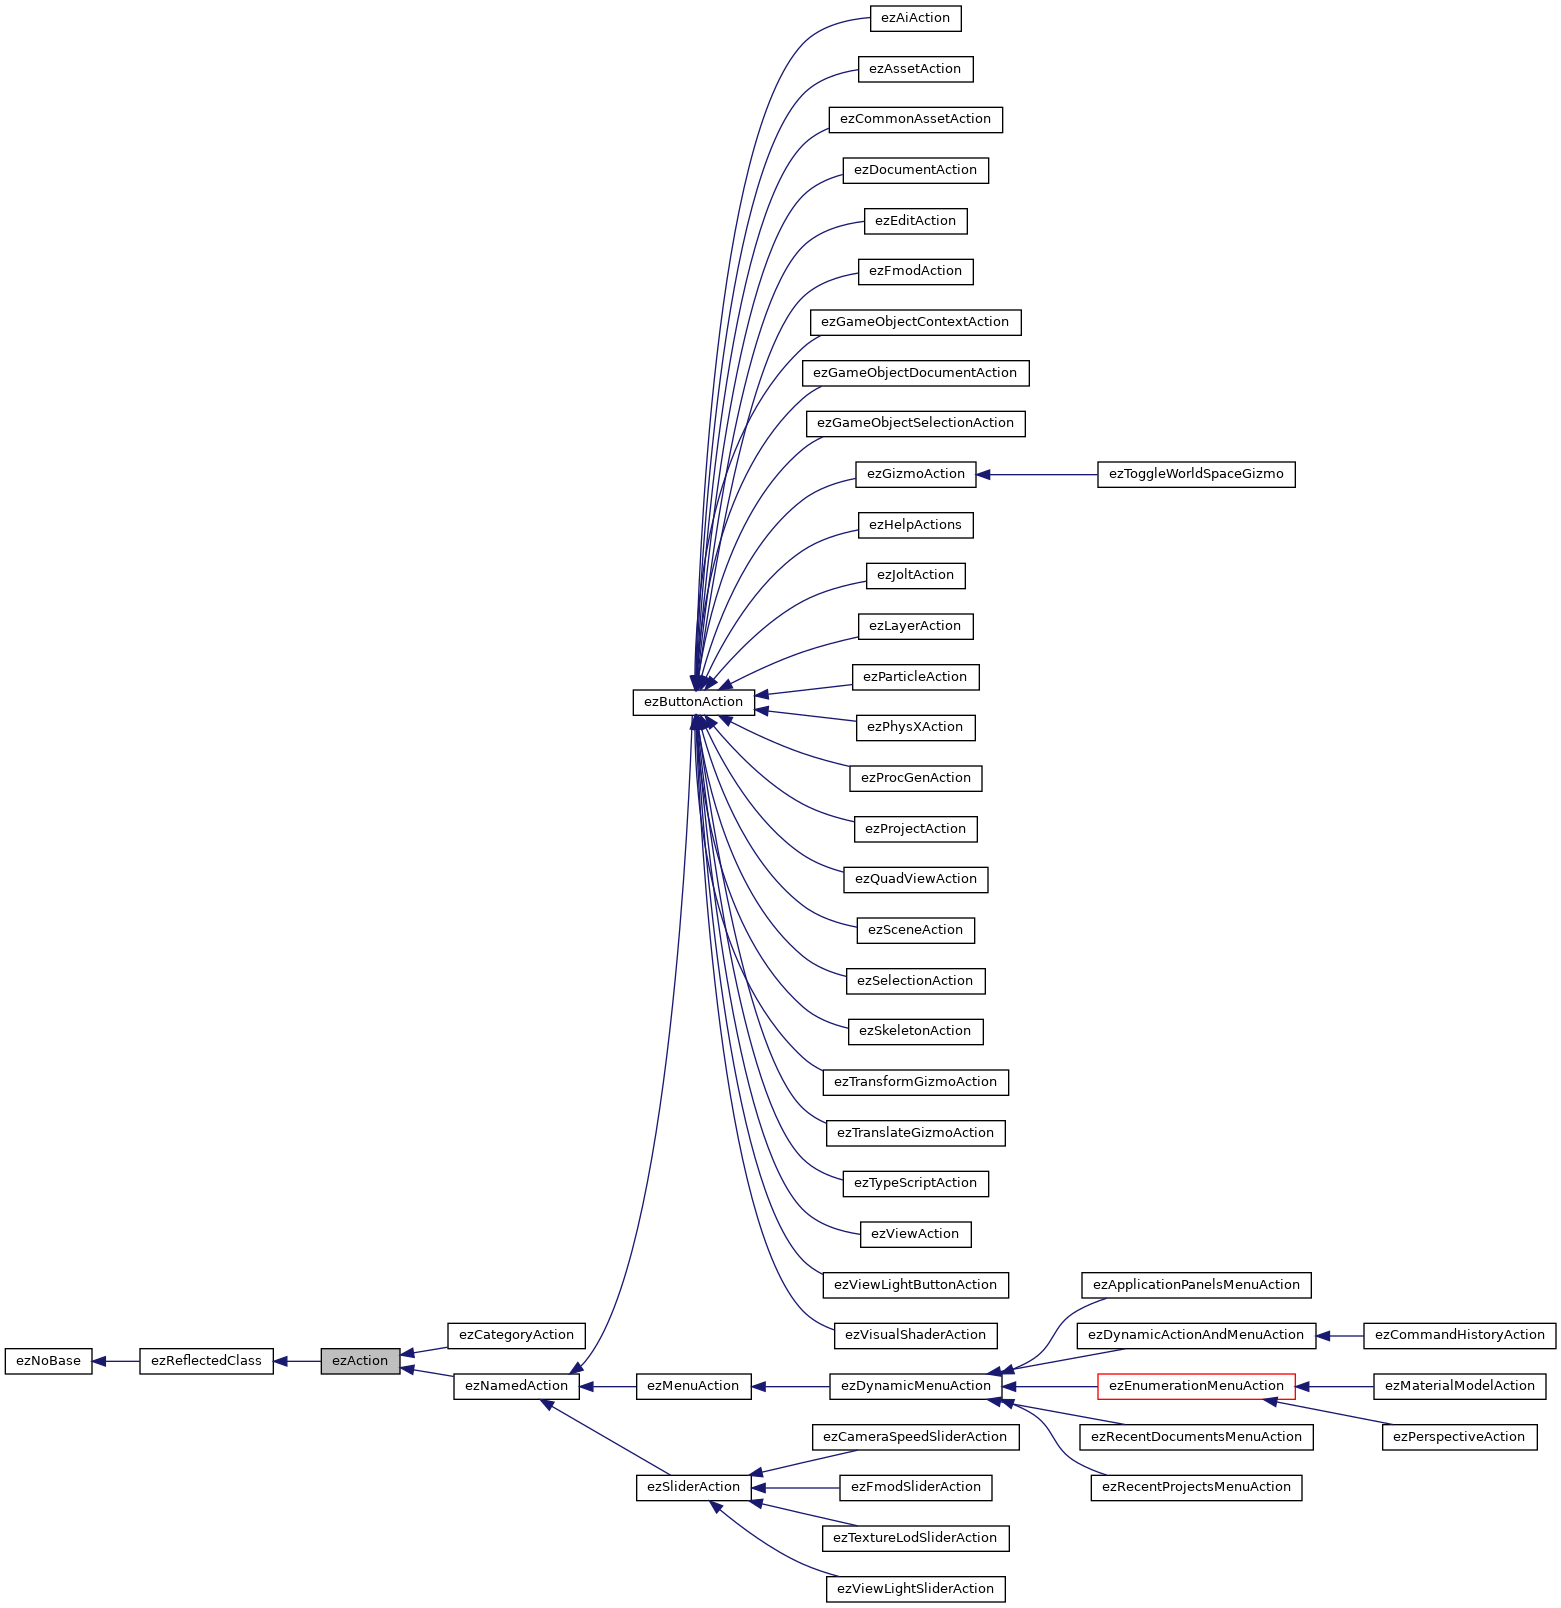 ezAiAction
ezAssetAction
ezCommonAssetAction
ezDocumentAction
ezEditAction
ezFmodAction
ezGameObjectContextAction
ezGameObjectDocumentAction
ezGameObjectSelectionAction
ezGizmoAction
ezToggleWorldSpaceGizmo
ezHelpActions
ezJoltAction
ezLayerAction
ezParticleAction
ezButtonAction
ezPhysXAction
ezProcGenAction
ezProjectAction
ezQuadViewAction
ezSceneAction
ezSelectionAction
ezSkeletonAction
ezTransformGizmoAction
ezTranslateGizmoAction
ezTypeScriptAction
ezViewAction
ezViewLightButtonAction
ezApplicationPanelsMenuAction
ezCategoryAction
ezVisualShaderAction
ezDynamicActionAndMenuAction
ezCommandHistoryAction
ezNoBase
ezReflectedClass
ezAction
ezNamedAction
ezMenuAction
ezDynamicMenuAction
ezEnumerationMenuAction
ezMaterialModelAction
ezCameraSpeedSliderAction
ezRecentDocumentsMenuAction
ezPerspectiveAction
ezSliderAction
ezFmodSliderAction
ezRecentProjectsMenuAction
ezTextureLodSliderAction
ezViewLightSliderAction